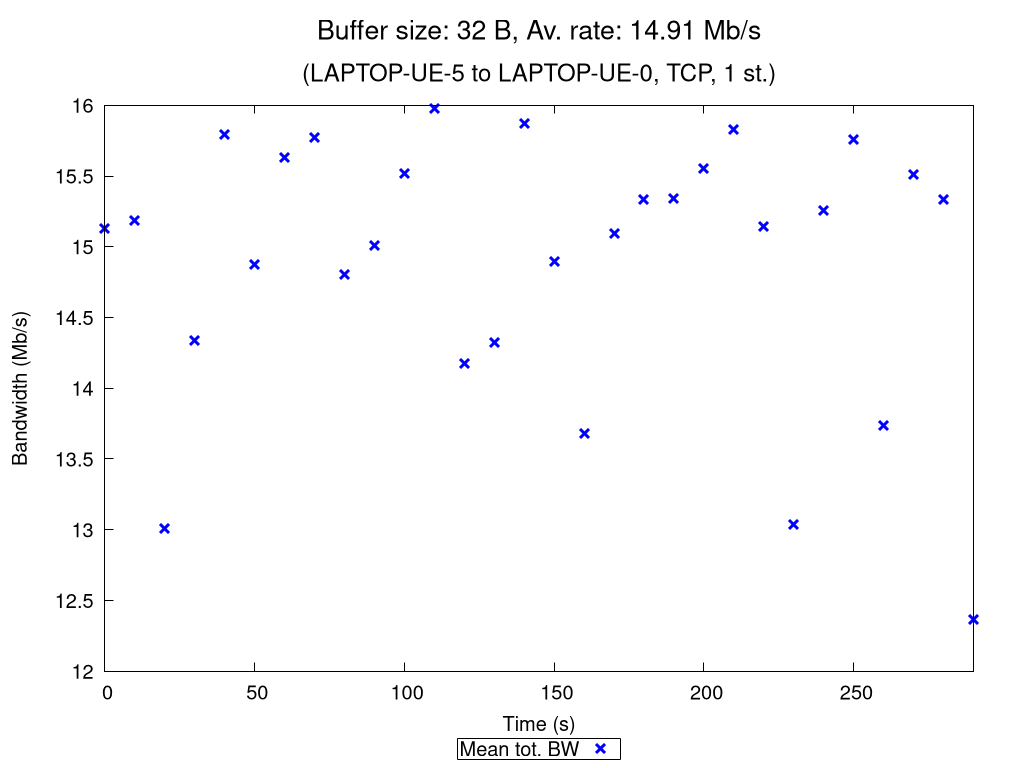 Buffer size: 32 B, Av. rate: 14.91 Mb/s
(LAPTOP-UE-5 to LAPTOP-UE-0, TCP, 1 st.)
16
15.5
15
14.5
14
13.5
13
12.5
12
Bandwidth (Mb/s)
0 50 100 150 200 250
Time (s)
Mean tot. BW